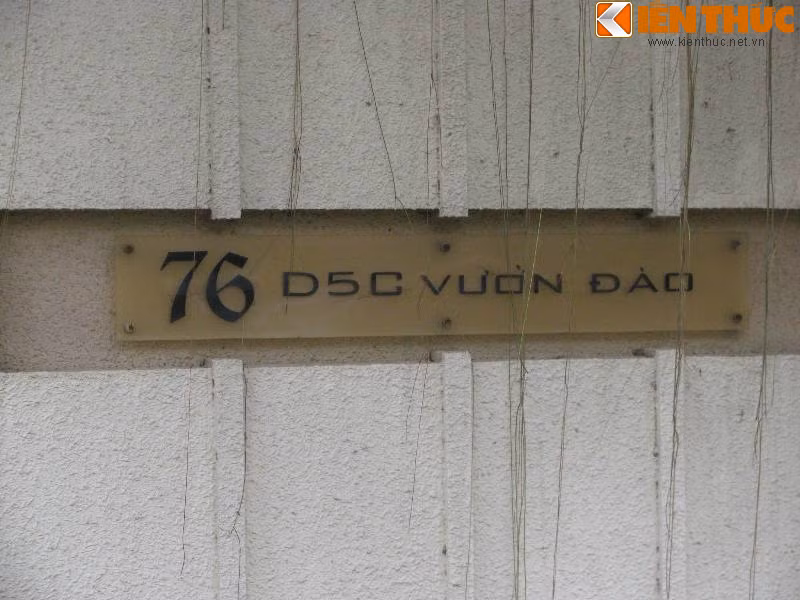 KIẾN THỨC
www.kienthuc.net.vn
76 D5C VƯỜN ĐÀO